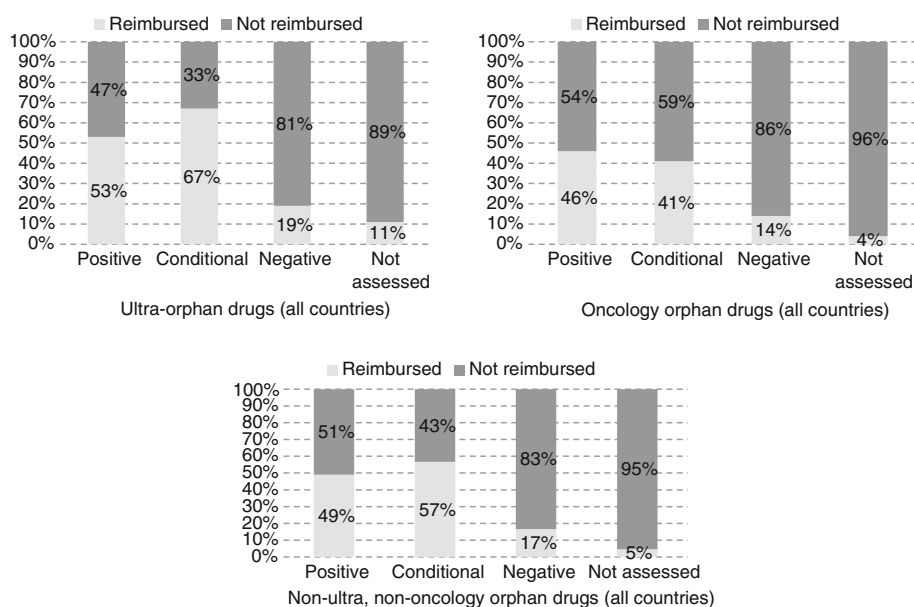 Reimbursed Not reimbursed
100%
90%
80%
70%
60%
50%
40%
30%
20%
10%
0%
47% 33% 81% 89%
53% 67% 19% 11%
Positive Conditional Negative Not assessed
Ultra-orphan drugs (all countries)
Reimbursed Not reimbursed
100%
90%
80%
70%
60%
50%
40%
30%
20%
10%
0%
54% 59% 86% 96%
46% 41% 14% 4%
Positive Conditional Negative Not assessed
Oncology orphan drugs (all countries)
Reimbursed Not reimbursed
100%
90%
80%
70%
60%
50%
40%
30%
20%
10%
0%
51% 43% 83% 95%
49% 57% 17% 5%
Positive Conditional Negative Not assessed
Non-ultra, non-oncology orphan drugs (all countries)